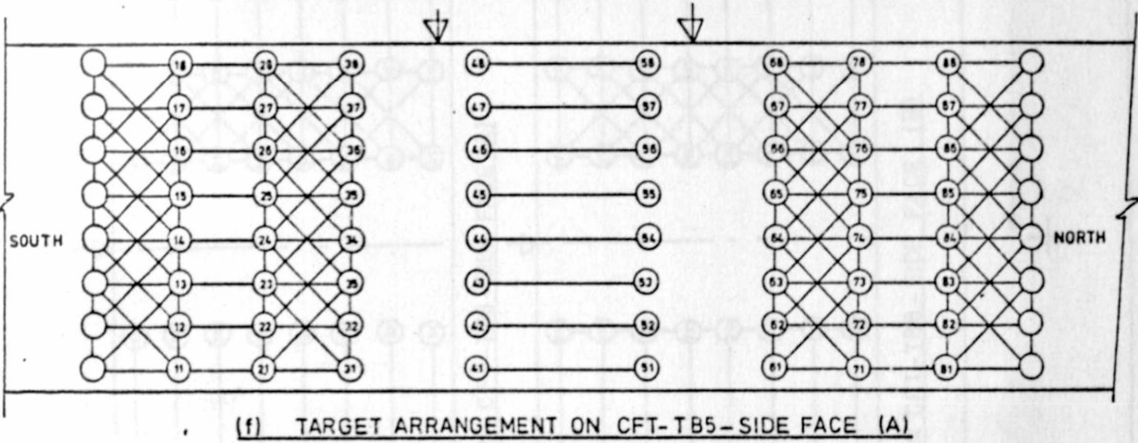 18 28 38 48 58 68 78 88
17 27 37 47 57 67 77 87
16 26 36 46 56 66 76 86
15 25 35 45 55 65 75 85
SOUTH 14 24 34 44 54 64 74 84 NORTH
13 23 33 43 53 63 73 83
12 22 32 42 52 62 72 82
11 21 31 41 51 61 71 81
(f) TARGET ARRANGEMENT ON CFT-TB5-SIDE FACE (A)